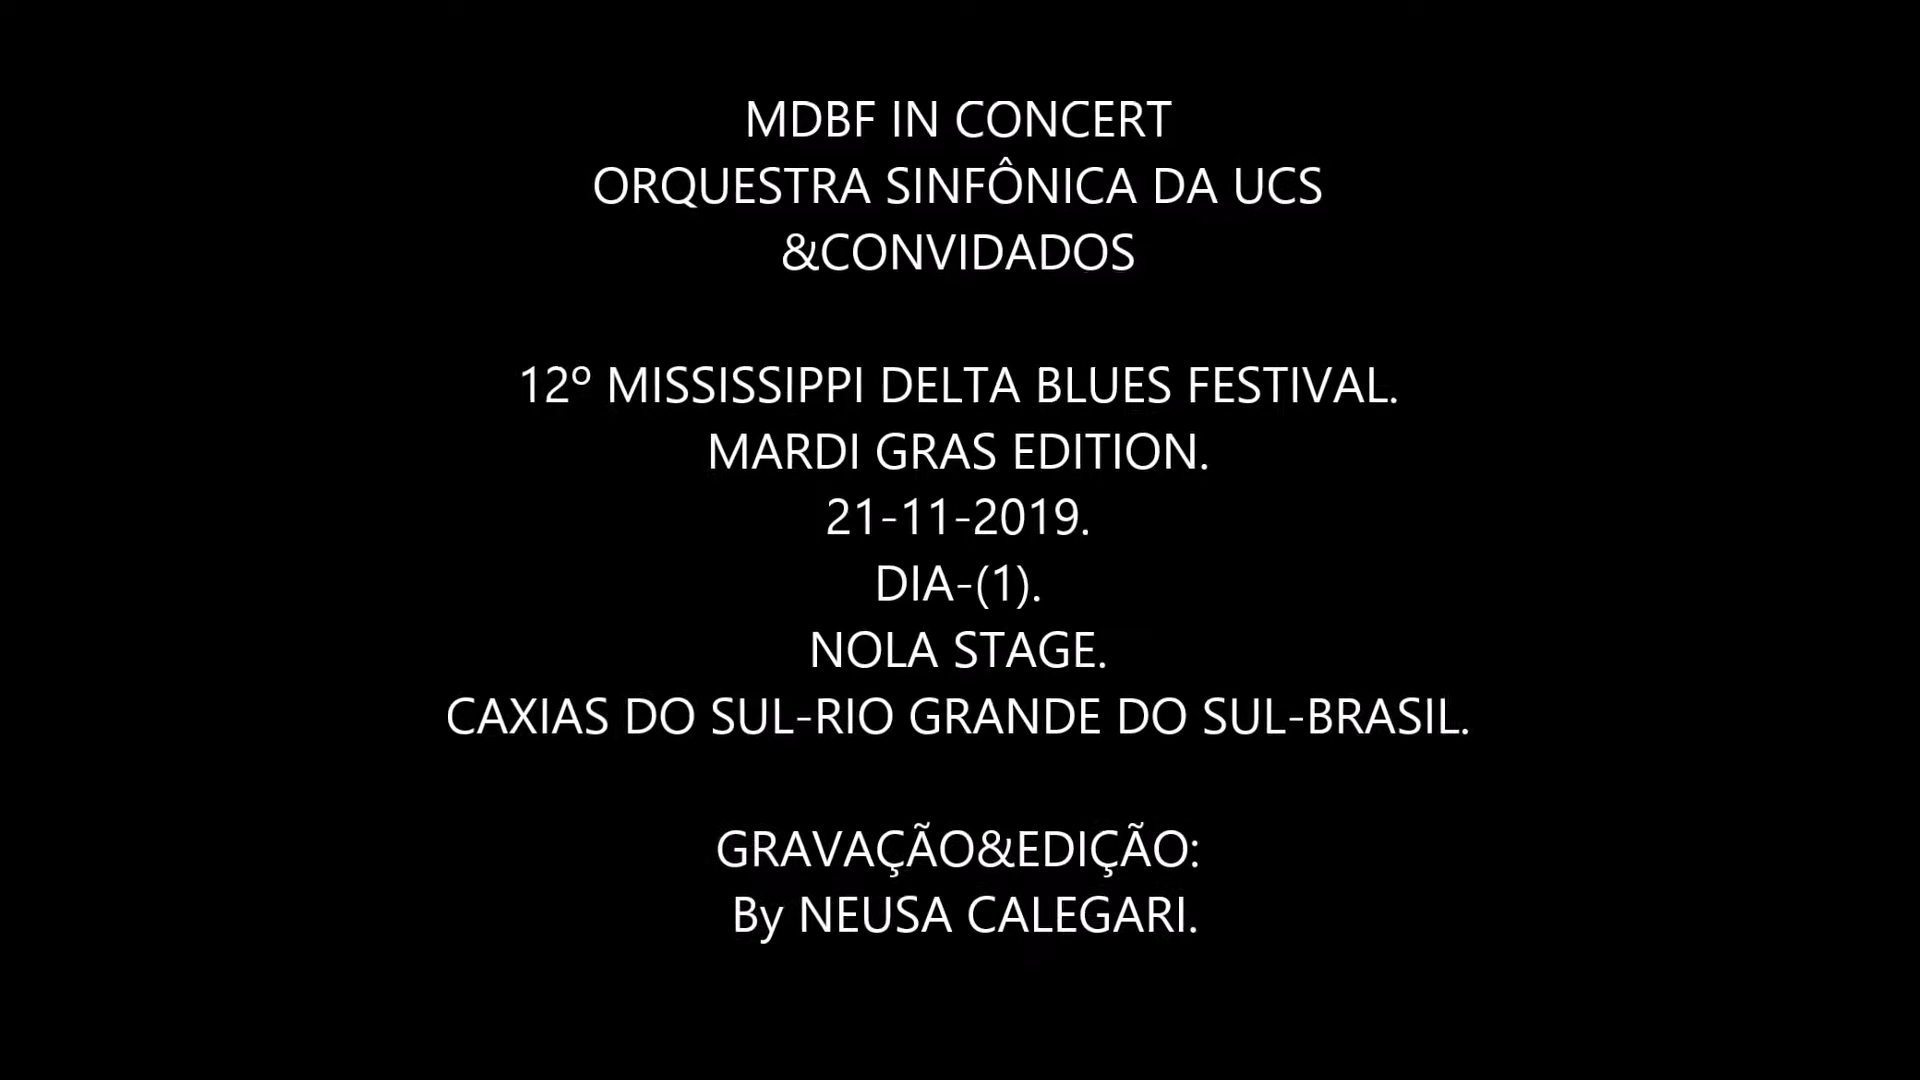 MDBF IN CONCERT
ORQUESTRA SINFÔNICA DA UCS
&CONVIDADOS
12º MISSISSIPPI DELTA BLUES FESTIVAL.
MARDI GRAS EDITION.
21-11-2019.
DIA-(1).
NOLA STAGE.
CAXIAS DO SUL-RIO GRANDE DO SUL-BRASIL.
GRAVAÇÃO&EDIÇÃO:
By NEUSA CALEGARI.